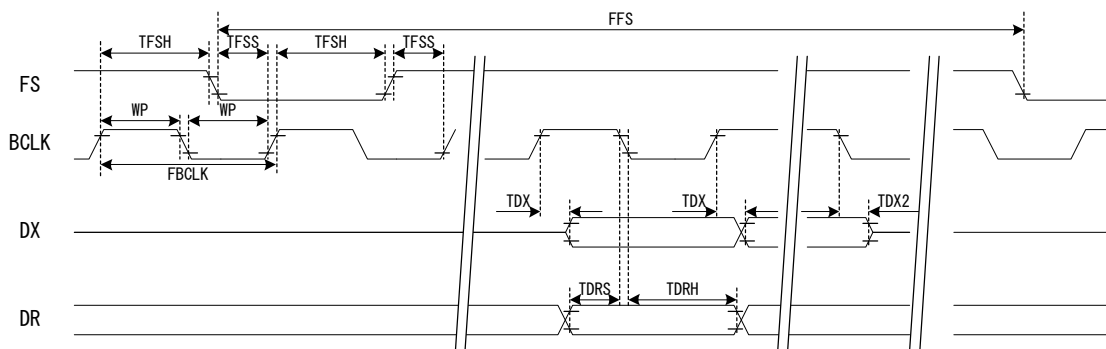 FFS
TFSH TFSS TFSH TFSS
FS
WP WP
BCLK
FBCLK
TDX TDX TDX2
DX
TDRS TDRH
DR